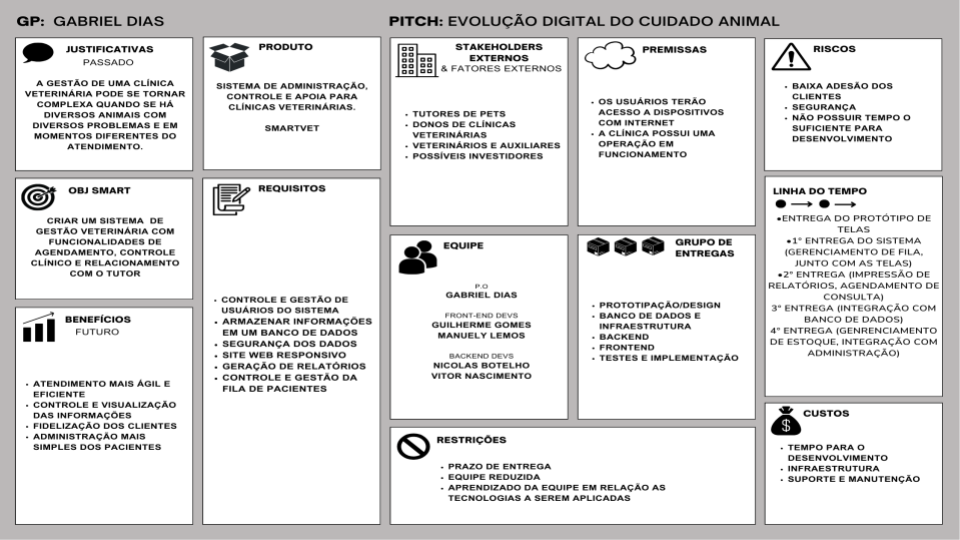 GP: GABRIEL DIAS
PITCH: EVOLUÇÃO DIGITAL DO CUIDADO ANIMAL
JUSTIFICATIVAS
PASSADO
A GESTÃO DE UMA CLÍNICA
VETERINÁRIA PODE SE TORNAR
COMPLEXA QUANDO SE HÁ
DIVERSOS ANIMAIS COM
DIVERSOS PROBLEMAS E EM
MOMENTOS DIFERENTES DO
ATENDIMENTO.
OBJ SMART
CRIAR UM SISTEMA DE
GESTÃO VETERINÁRIA COM
FUNCIONALIDADES DE
AGENDAMENTO, CONTROLE
CLÍNICO E RELACIONAMENTO
COM O TUTOR
BENEFÍCIOS
FUTURO
• ATENDIMENTO MAIS ÁGIL E
EFICIENTE
• CONTROLE E VISUALIZAÇÃO
DAS INFORMAÇÕES
• FIDELIZAÇÃO DOS CLIENTES
• ADMINISTRAÇÃO MAIS
SIMPLES DOS PACIENTES
PRODUTO
SISTEMA DE ADMINISTRAÇÃO,
CONTROLE E APOIA PARA
CLÍNICAS VETERINÁRIAS.
SMARTVET
REQUISITOS
• CONTROLE E GESTÃO DE
USUÁRIOS DO SISTEMA
• ARMAZENAR INFORMAÇÕES
EM UM BANCO DE DADOS
• SEGURANÇA DOS DADOS
• SITE WEB RESPONSIVO
• GERAÇÃO DE RELATÓRIOS
• CONTROLE E GESTÃO DA
FILA DE PACIENTES
STAKEHOLDERS
EXTERNOS
& FATORES EXTERNOS
• TUTORES DE PETS
• DONOS DE CLÍNICAS
VETERINÁRIAS
• VETERINÁRIOS E AUXILIARES
• POSSÍVEIS INVESTIDORES
EQUIPE
P.O
GABRIEL DIAS
FRONT-END DEVS
GUILHERME GOMES
MANUELY LEMOS
BACKEND DEVS
NICOLAS BOTELHO
VITOR NASCIMENTO
PREMISSAS
• OS USUÁRIOS TERÃO
ACESSO A DISPOSITIVOS
COM INTERNET
• A CLÍNICA POSSUI UMA
OPERAÇÃO EM
FUNCIONAMENTO
GRUPO DE
ENTREGAS
• PROTOTIPAÇÃO/DESIGN
• BANCO DE DADOS E
INFRAESTRUTURA
• BACKEND
• FRONTEND
• TESTES E IMPLEMENTAÇÃO
RESTRIÇÕES
• PRAZO DE ENTREGA
• EQUIPE REDUZIDA
• APRENDIZADO DA EQUIPE EM RELAÇÃO AS
TECNOLOGIAS A SEREM APLICADAS
RISCOS
• BAIXA ADESÃO DOS
CLIENTES
• SEGURANÇA
• NÃO POSSUIR TEMPO O
SUFICIENTE PARA
DESENVOLVIMENTO
LINHA DO TEMPO
•ENTREGA DO PROTÓTIPO DE
TELAS
•1° ENTREGA DO SISTEMA
(GERENCIAMENTO DE FILA,
JUNTO COM AS TELAS)
•2° ENTREGA (IMPRESSÃO DE
RELATÓRIOS, AGENDAMENTO DE
CONSULTA)
3° ENTREGA (INTEGRAÇÃO COM
BANCO DE DADOS)
4° ENTREGA (GENRENCIAMENTO
DE ESTOQUE, INTEGRAÇÃO COM
ADMINISTRAÇÃO)
CUSTOS
$
• TEMPO PARA O
DESENVOLVIMENTO
• INFRAESTRUTURA
• SUPORTE E MANUTENÇÃO